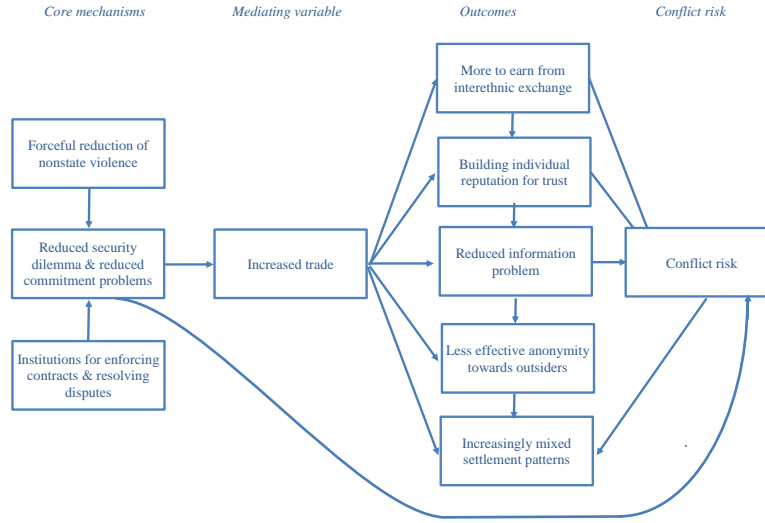 Core mechanisms
Mediating variable
Outcomes
Conflict risk
More to earn from
interethnic exchange
Forceful reduction of
nonstate violence
Building individual
reputation for trust
Reduced security
dilemma & reduced
commitment problems
Increased trade
Reduced information
problem
Conflict risk
Institutions for enforcing
contracts & resolving
disputes
Less effective anonymity
towards outsiders
Increasingly mixed
settlement patterns
.